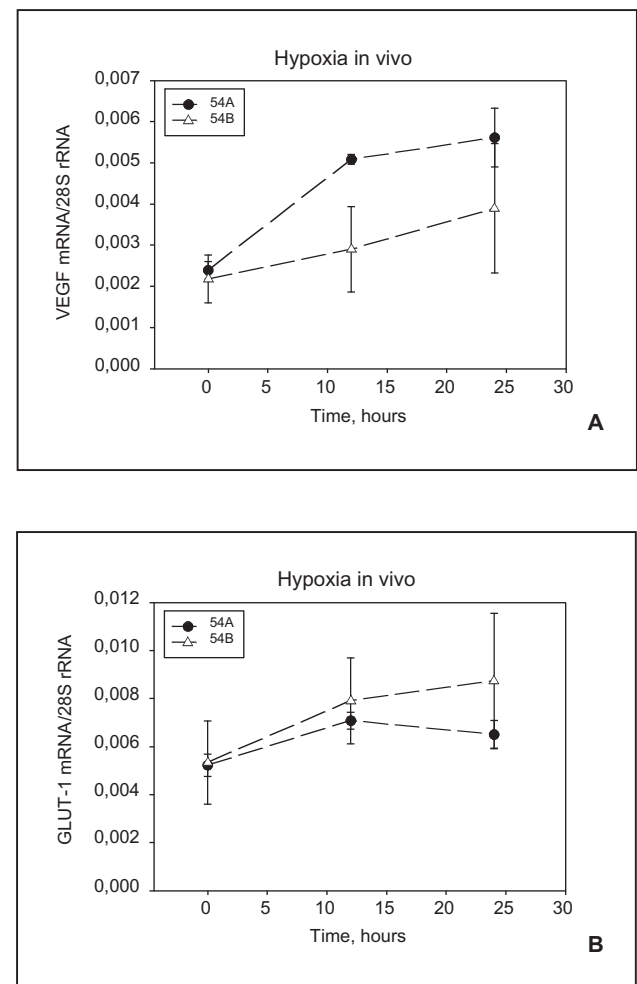 Hypoxia in vivo
0,007
0,006
0,005
0,004
0,003
0,002
0,001
0,000
VEGF mRNA/28S rRNA
54A
54B
0 5 10 15 20 25 30
Time, hours
A
Hypoxia in vivo
0,012
0,010
0,008
0,006
0,004
0,002
0,000
GLUT-1 mRNA/28S rRNA
54A
54B
0 5 10 15 20 25 30
Time, hours
B